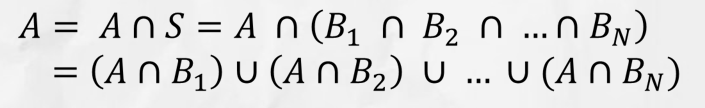 A = A ∩ S = A ∩ (B₁ ∩ B₂ ∩ ...∩ B_N)
= (A ∩ B₁) ∪ (A ∩ B₂) ∪ ... ∪ (A ∩ B_N)